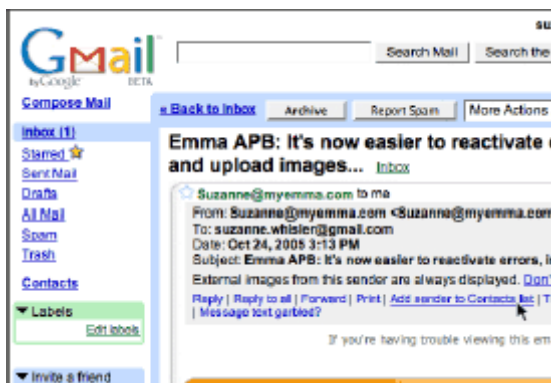 su
Gmail
by Google BETA
Search Mail Search the
Compose Mail
« Back to Inbox Archive Report Spam More Actions
Inbox (1)
Starred
Sent Mail
Drafts
All Mail
Spam
Trash
Contacts
Labels
Edit labels
Invite a friend
Emma APB: It's now easier to reactivate
and upload images... Inbox
Suzanne@myemma.com to me
From: Suzanne@myemma.com <Suzanne@myemma.com
To: suzanne.whisler@gmail.com
Date: Oct 24, 2005 3:13 PM
Subject: Emma APB: It's now easier to reactivate errors, i
External images from this sender are always displayed. Don'
Reply | Reply to all | Forward | Print | Add sender to Contacts list | T
| Message text garbled?
If you're having trouble viewing this em